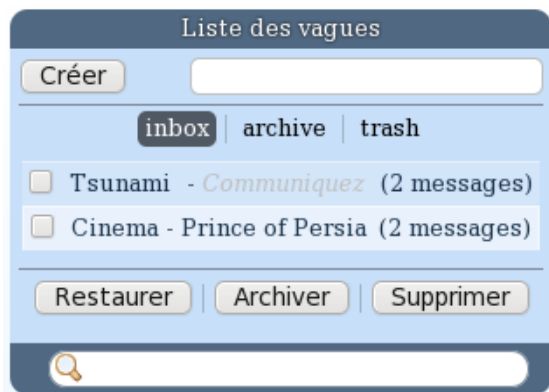 Liste des vagues
Créer
inbox archive trash
Tsunami - Communiquez (2 messages)
Cinema - Prince of Persia (2 messages)
Restaurer Archiver Supprimer